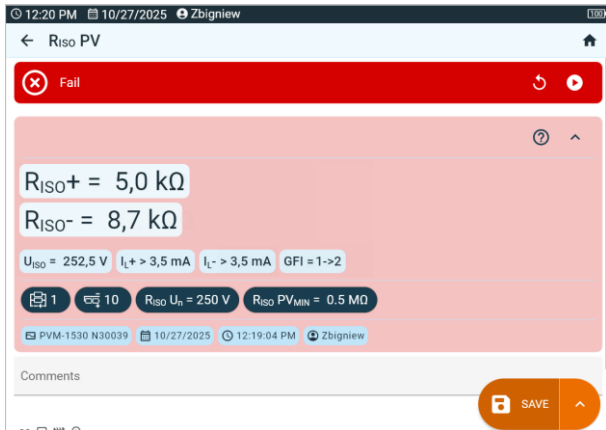 12:20 PM 10/27/2025 Zbigniew 100
RISO PV
Fail
RISO+ = 5,0 kΩ
RISO- = 8,7 kΩ
UISO = 252,5 V IL+ > 3,5 mA IL- > 3,5 mA GFI = 1->2
1 10 RISO Un = 250 V RISO PVMIN = 0.5 MΩ
PVM-1530 N30039 10/27/2025 12:19:04 PM Zbigniew
Comments
SAVE